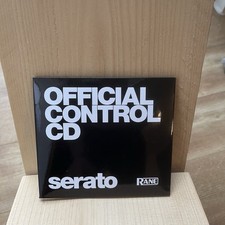 OFFICIAL
CONTROL
CD
serato
RANE